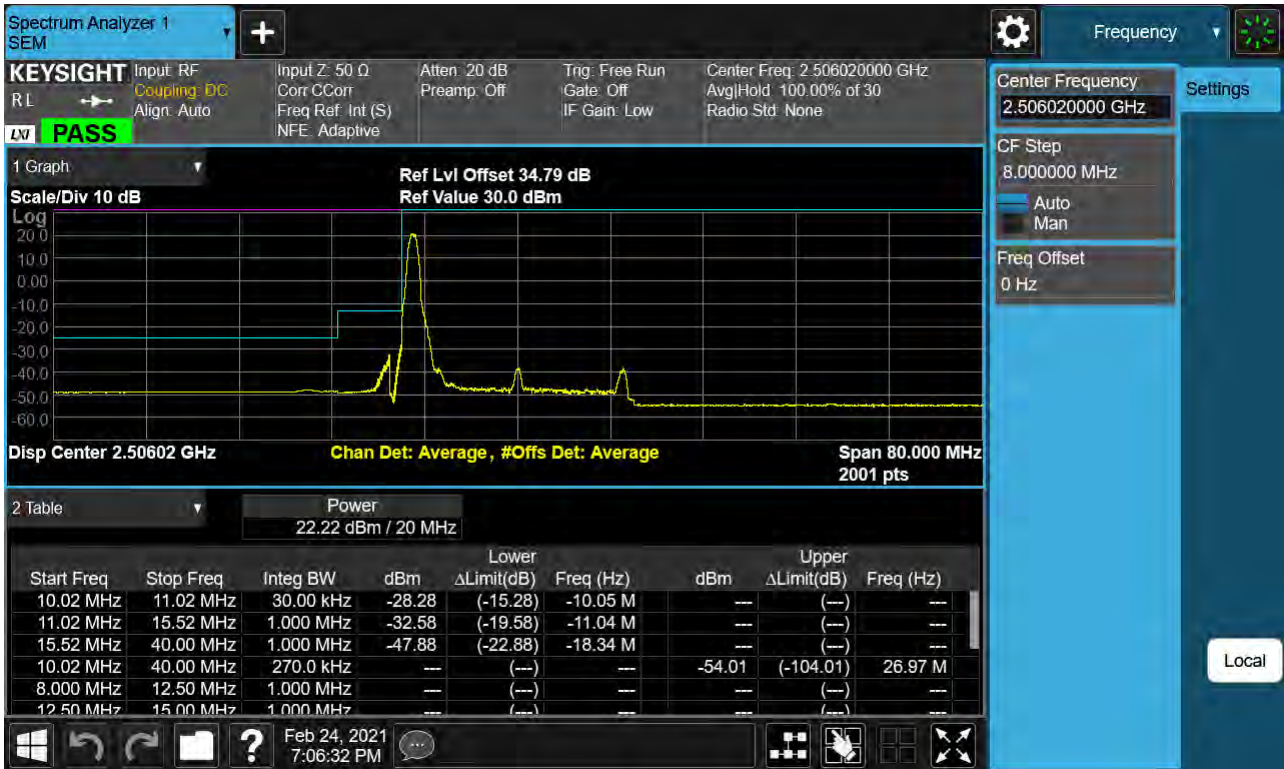 Spectrum Analyzer 1
SEM
Frequency
KEYSIGHT
R L
LXI
PASS
Input: RF
Coupling: DC
Align: Auto
Input Z: 50 Ω
Corr CCorr
Freq Ref: Int (S)
NFE: Adaptive
Atten: 20 dB
Preamp: Off
Trig: Free Run
Gate: Off
IF Gain: Low
Center Freq: 2.506020000 GHz
Avg|Hold: 100.00% of 30
Radio Std: None
Center Frequency
2.506020000 GHz
Settings
CF Step
8.000000 MHz
Auto
Man
Freq Offset
0 Hz
Local
1 Graph
Scale/Div 10 dB
Ref Lvl Offset 34.79 dB
Ref Value 30.0 dBm
Log
20.0
10.0
0.00
-10.0
-20.0
-30.0
-40.0
-50.0
-60.0
Disp Center 2.50602 GHz
Chan Det: Average, #Offs Det: Average
Span 80.000 MHz
2001 pts
2 Table
Power
22.22 dBm / 20 MHz
Lower Upper
Start Freq Stop Freq Integ BW dBm ΔLimit(dB) Freq (Hz) dBm ΔLimit(dB) Freq (Hz)
10.02 MHz 11.02 MHz 30.00 kHz -28.28 (-15.28) -10.05 M --- (---) ---
11.02 MHz 15.52 MHz 1.000 MHz -32.58 (-19.58) -11.04 M --- (---) ---
15.52 MHz 40.00 MHz 1.000 MHz -47.88 (-22.88) -18.34 M --- (---) ---
10.02 MHz 40.00 MHz 270.0 kHz --- (---) --- -54.01 (-104.01) 26.97 M
8.000 MHz 12.50 MHz 1.000 MHz --- (---) --- --- (---) ---
12.50 MHz 15.00 MHz 1.000 MHz --- (---) --- --- (---) ---
?
Feb 24, 2021
7:06:32 PM